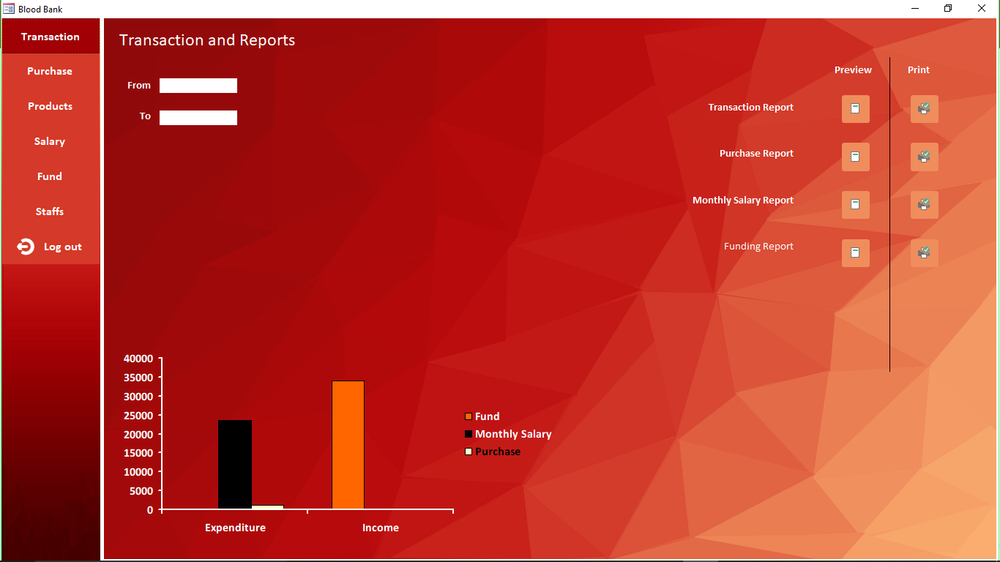 Blood Bank
Transaction
Purchase
Products
Salary
Fund
Staffs
Log out
Transaction and Reports
From
To
Preview Print
Transaction Report
Purchase Report
Monthly Salary Report
Funding Report
40000
35000
30000
25000
20000
15000
10000
5000
0
Expenditure Income
Fund
Monthly Salary
Purchase